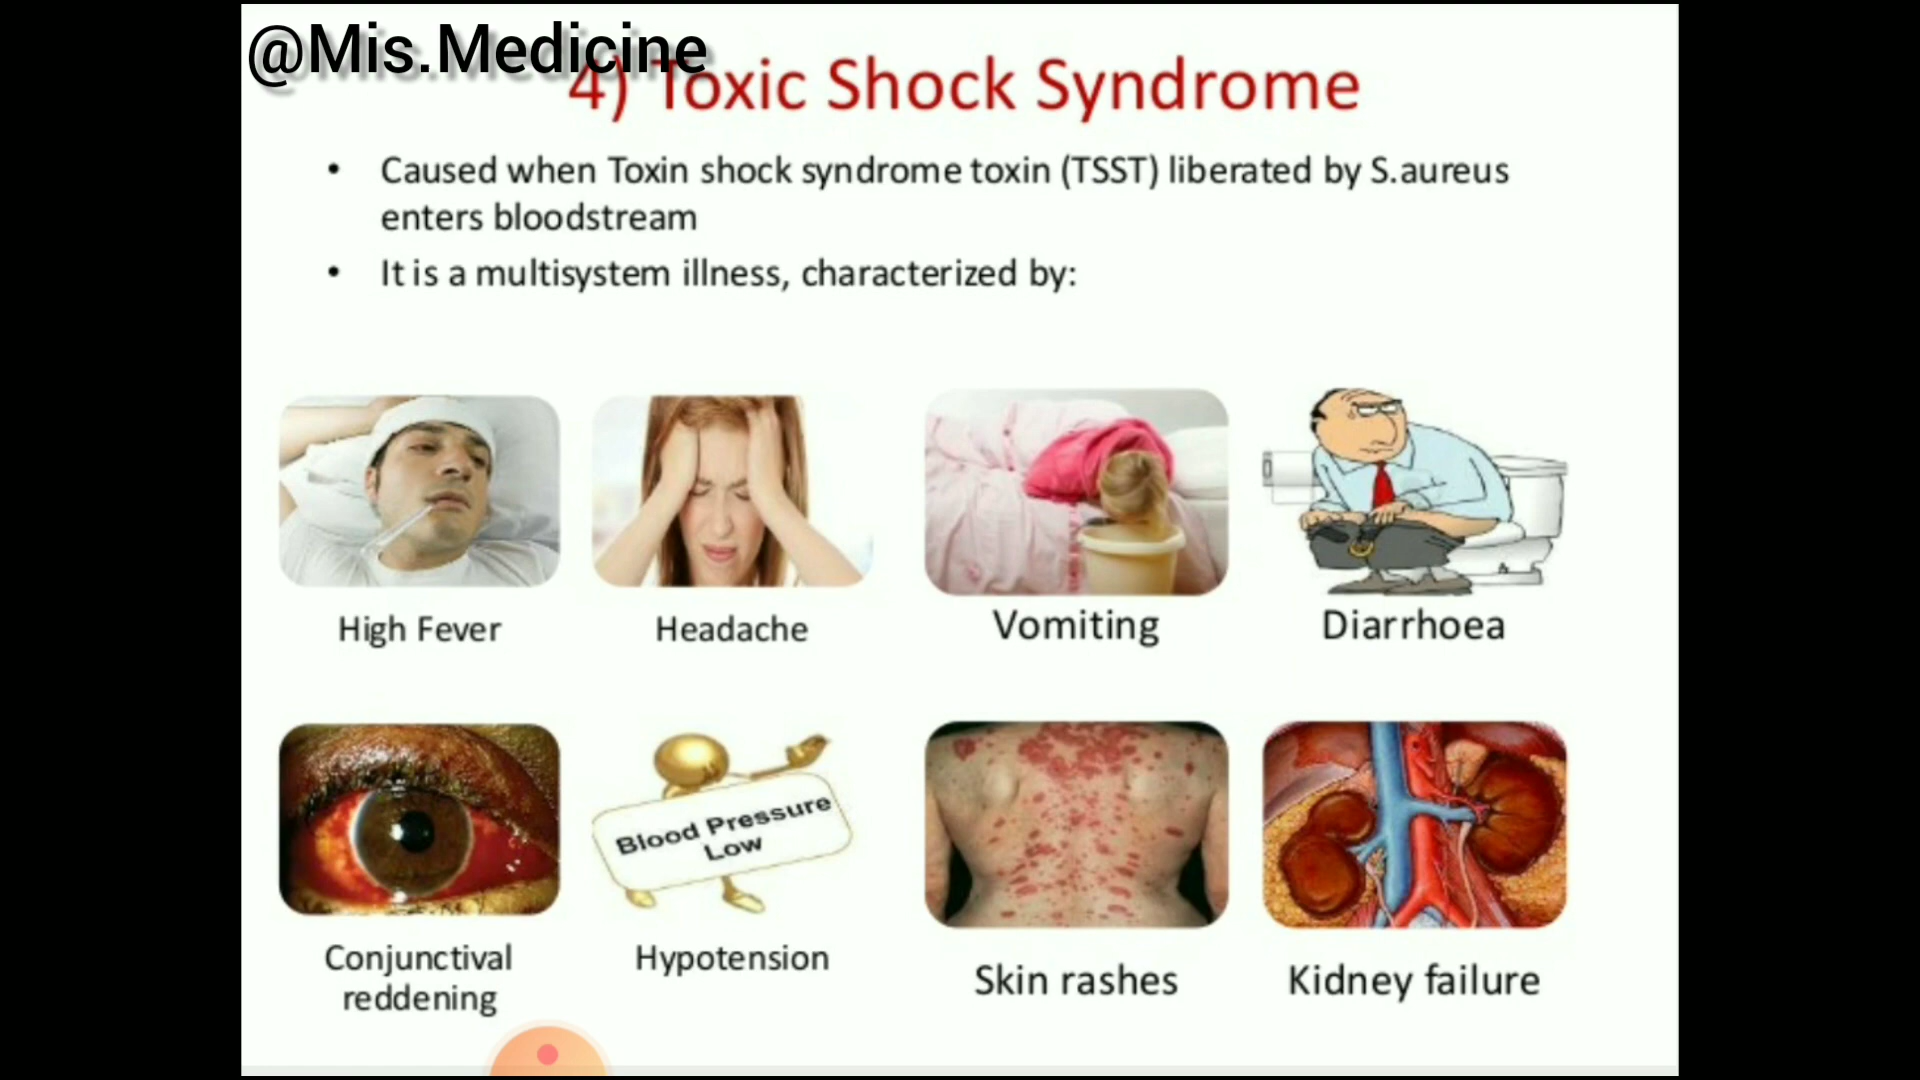 @Mis.Medicine
4) Toxic Shock Syndrome
• Caused when Toxin shock syndrome toxin (TSST) liberated by S.aureus
enters bloodstream
• It is a multisystem illness, characterized by:
High Fever
Headache
Vomiting
Diarrhoea
Blood Pressure
Low
Conjunctival
reddening
Hypotension
Skin rashes
Kidney failure